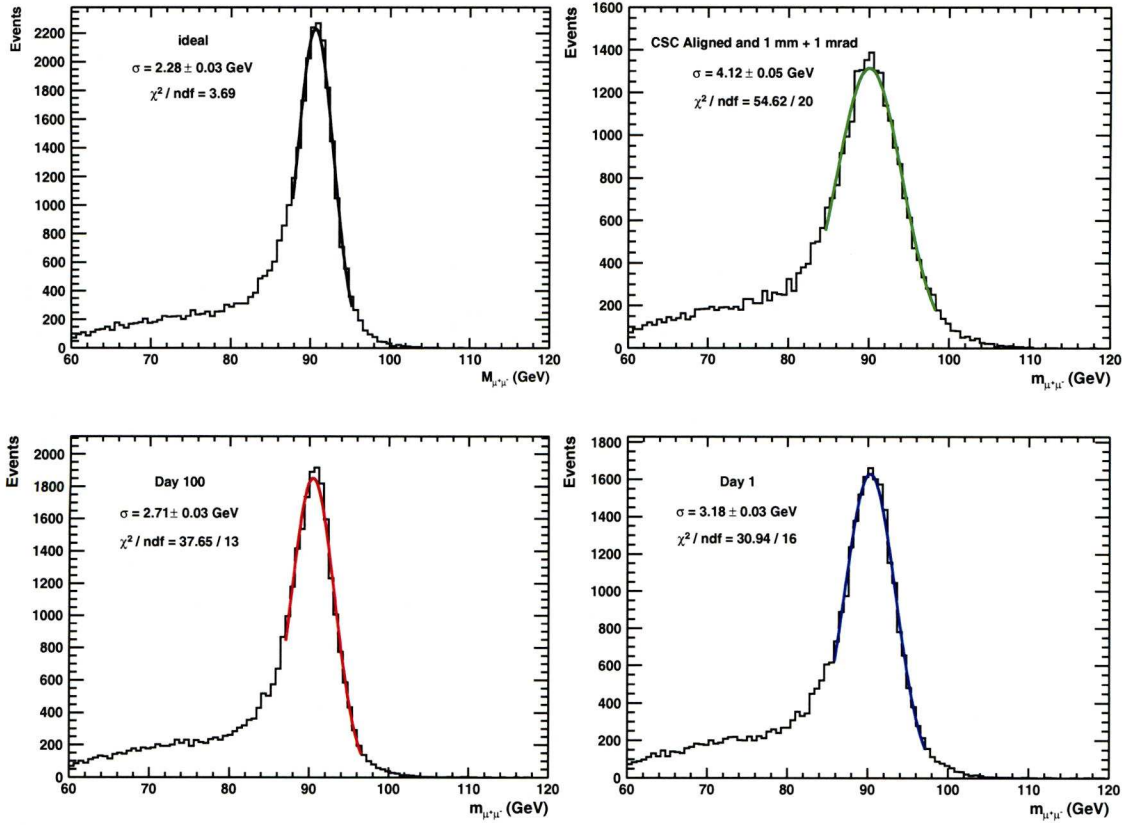 Events
2200
2000
1800
1600
1400
1200
1000
800
600
400
200
0
ideal
σ = 2.28 ± 0.03 GeV
χ² / ndf = 3.69
60 70 80 90 100 110 120
M μ⁺μ⁻ (GeV)
Events
1600
1400
1200
1000
800
600
400
200
0
CSC Aligned and 1 mm + 1 mrad
σ = 4.12 ± 0.05 GeV
χ² / ndf = 54.62 / 20
60 70 80 90 100 110 120
m μ⁺μ⁻ (GeV)
Events
2000
1800
1600
1400
1200
1000
800
600
400
200
0
Day 100
σ = 2.71 ± 0.03 GeV
χ² / ndf = 37.65 / 13
60 70 80 90 100 110 120
m μ⁺μ⁻ (GeV)
Events
1800
1600
1400
1200
1000
800
600
400
200
0
Day 1
σ = 3.18 ± 0.03 GeV
χ² / ndf = 30.94 / 16
60 70 80 90 100 110 120
m μ⁺μ⁻ (GeV)